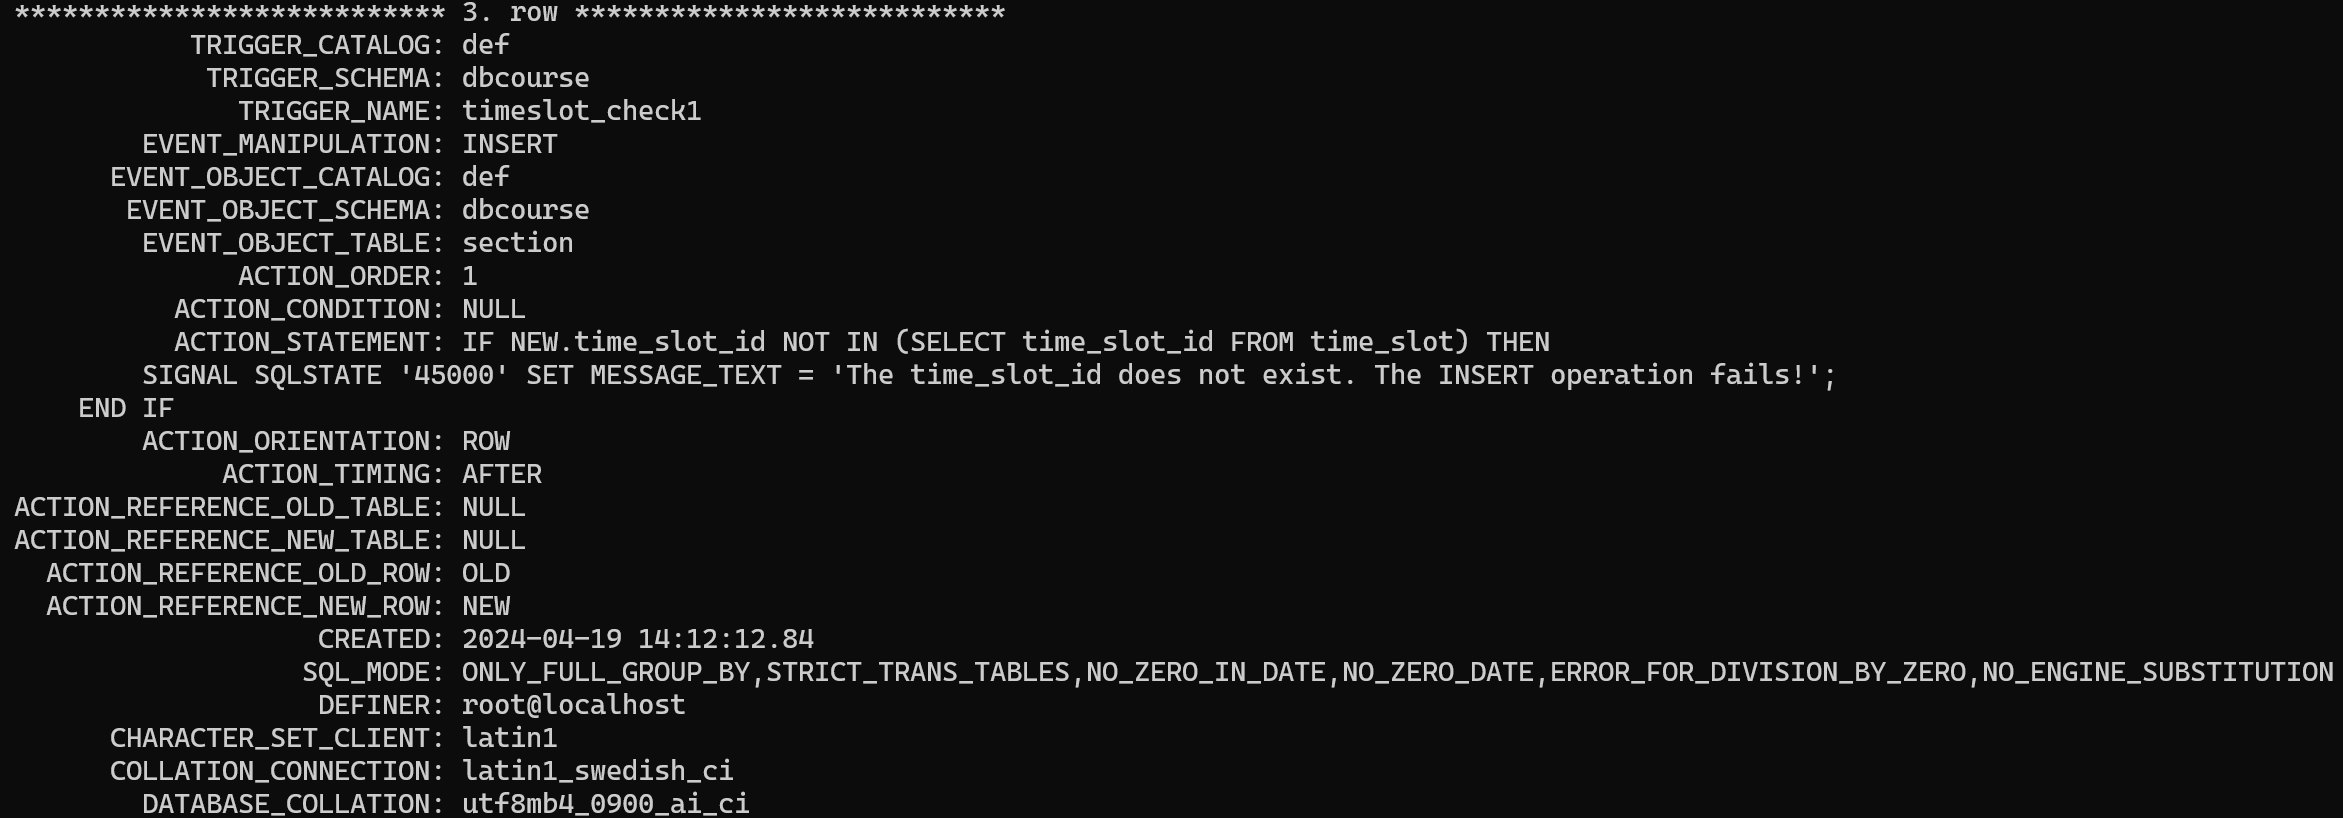 *************************** 3. row ***************************
TRIGGER_CATALOG: def
TRIGGER_SCHEMA: dbcourse
TRIGGER_NAME: timeslot_check1
EVENT_MANIPULATION: INSERT
EVENT_OBJECT_CATALOG: def
EVENT_OBJECT_SCHEMA: dbcourse
EVENT_OBJECT_TABLE: section
ACTION_ORDER: 1
ACTION_CONDITION: NULL
ACTION_STATEMENT: IF NEW.time_slot_id NOT IN (SELECT time_slot_id FROM time_slot) THEN
SIGNAL SQLSTATE '45000' SET MESSAGE_TEXT = 'The time_slot_id does not exist. The INSERT operation fails!';
END IF
ACTION_ORIENTATION: ROW
ACTION_TIMING: AFTER
ACTION_REFERENCE_OLD_TABLE: NULL
ACTION_REFERENCE_NEW_TABLE: NULL
ACTION_REFERENCE_OLD_ROW: OLD
ACTION_REFERENCE_NEW_ROW: NEW
CREATED: 2024-04-19 14:12:12.84
SQL_MODE: ONLY_FULL_GROUP_BY,STRICT_TRANS_TABLES,NO_ZERO_IN_DATE,NO_ZERO_DATE,ERROR_FOR_DIVISION_BY_ZERO,NO_ENGINE_SUBSTITUTION
DEFINER: root@localhost
CHARACTER_SET_CLIENT: latin1
COLLATION_CONNECTION: latin1_swedish_ci
DATABASE_COLLATION: utf8mb4_0900_ai_ci